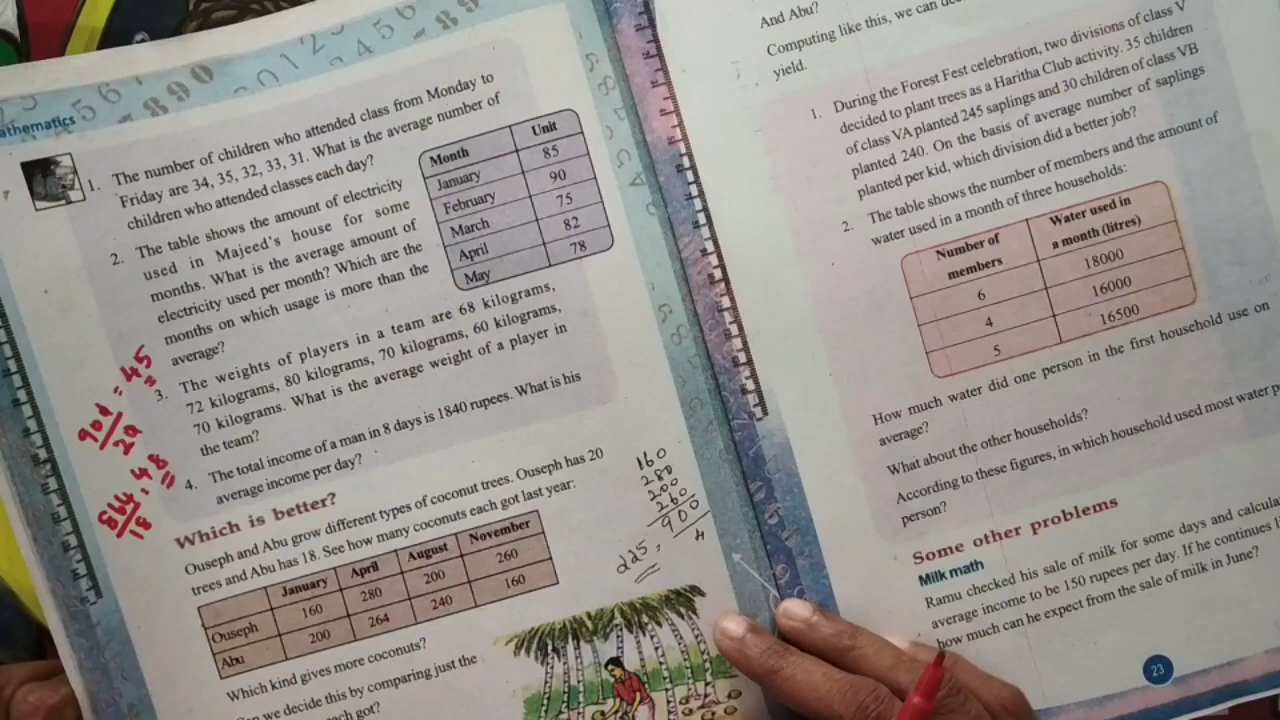 athematics
1. The number of children who attended class from Monday to
Friday are 34, 35, 32, 33, 31. What is the average number of
children who attended classes each day?
2. The table shows the amount of electricity
used in Majeed's house for some
months. What is the average amount of
electricity used per month? Which are the
months on which usage is more than the
average?
Month Unit
January 85
February 90
March 75
April 82
May 78
3. The weights of players in a team are 68 kilograms,
72 kilograms, 80 kilograms, 70 kilograms, 60 kilograms,
70 kilograms. What is the average weight of a player in
the team?
4. The total income of a man in 8 days is 1840 rupees. What is his
average income per day?
= 45
864
18
= 48
Which is better?
Ouseph and Abu grow different types of coconut trees. Ouseph has 20
trees and Abu has 18. See how many coconuts each got last year:
January April August November
Ouseph 160 280 200 260
Abu 200 264 240 160
160
280
200
260
900
4
225
Which kind gives more coconuts?
we decide this by comparing just the
each got?
And Abu?
Computing like this, we can
yield.
1. During the Forest Fest celebration, two divisions of class V
decided to plant trees as a Haritha Club activity. 35 children
of class VA planted 245 saplings and 30 children of class VB
planted 240. On the basis of average number of saplings
planted per kid, which division did a better job?
2. The table shows the number of members and the amount of
water used in a month of three households:
Number of members Water used in a month (litres)
6 18000
4 16000
5 16500
How much water did one person in the first household use on
average?
What about the other households?
According to these figures, in which household used most water
person?
Some other problems
Milk math
Ramu checked his sale of milk for some days and
average income to be 150 rupees per day. If he continues
how much can he expect from the sale of milk in June?
23